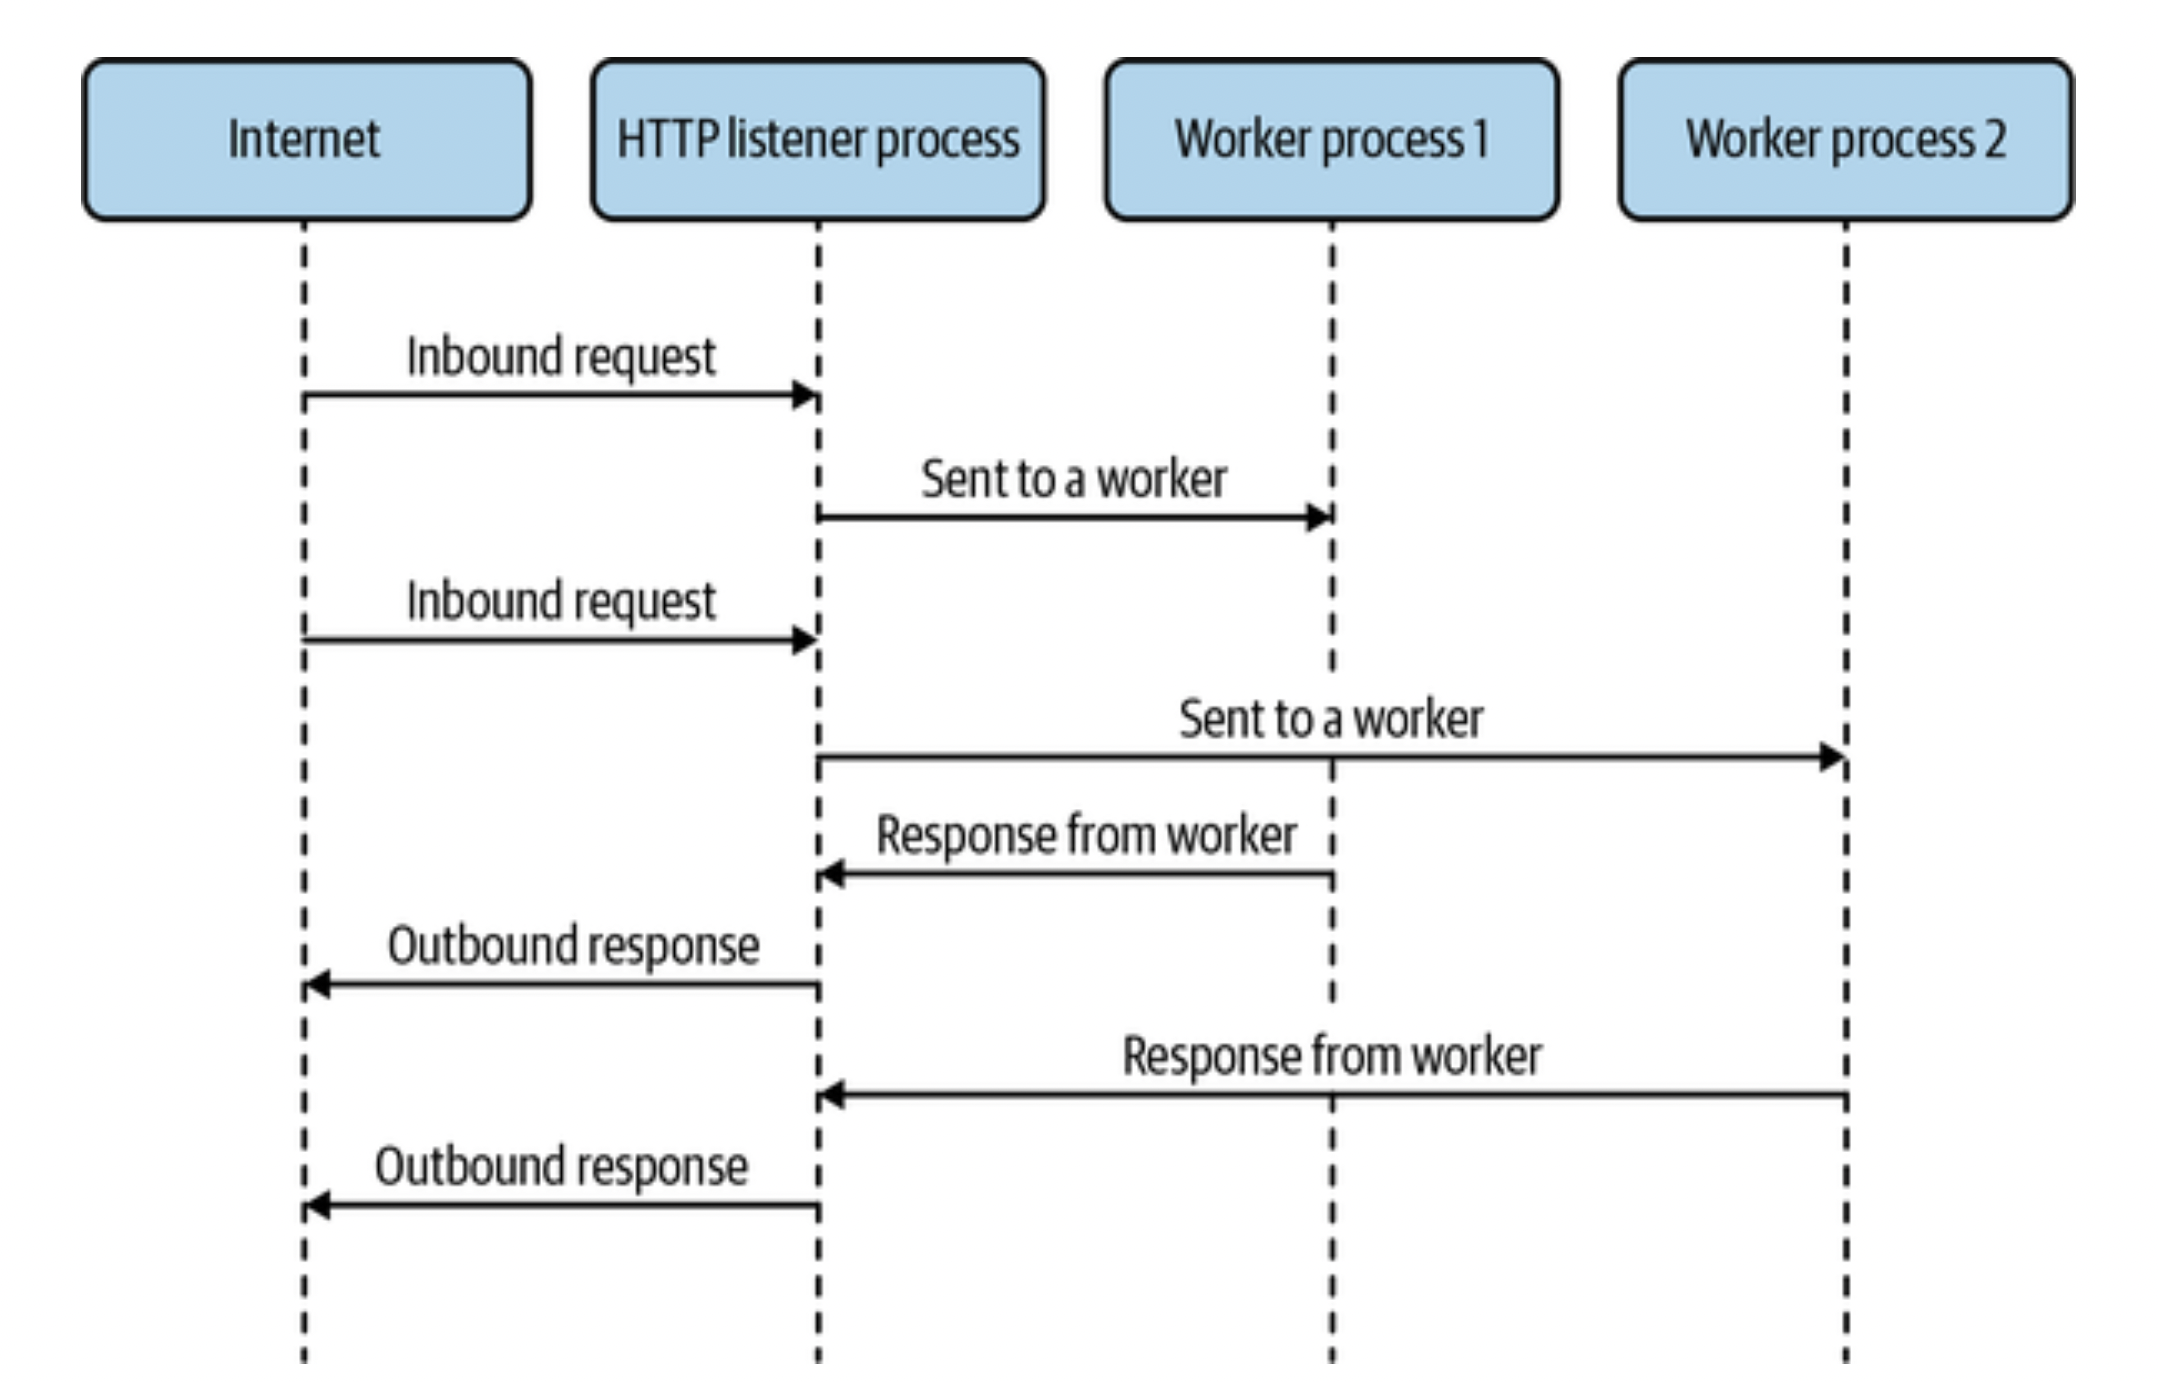 Internet
HTTP listener process
Worker process 1
Worker process 2
Inbound request
Sent to a worker
Inbound request
Sent to a worker
Response from worker
Outbound response
Response from worker
Outbound response